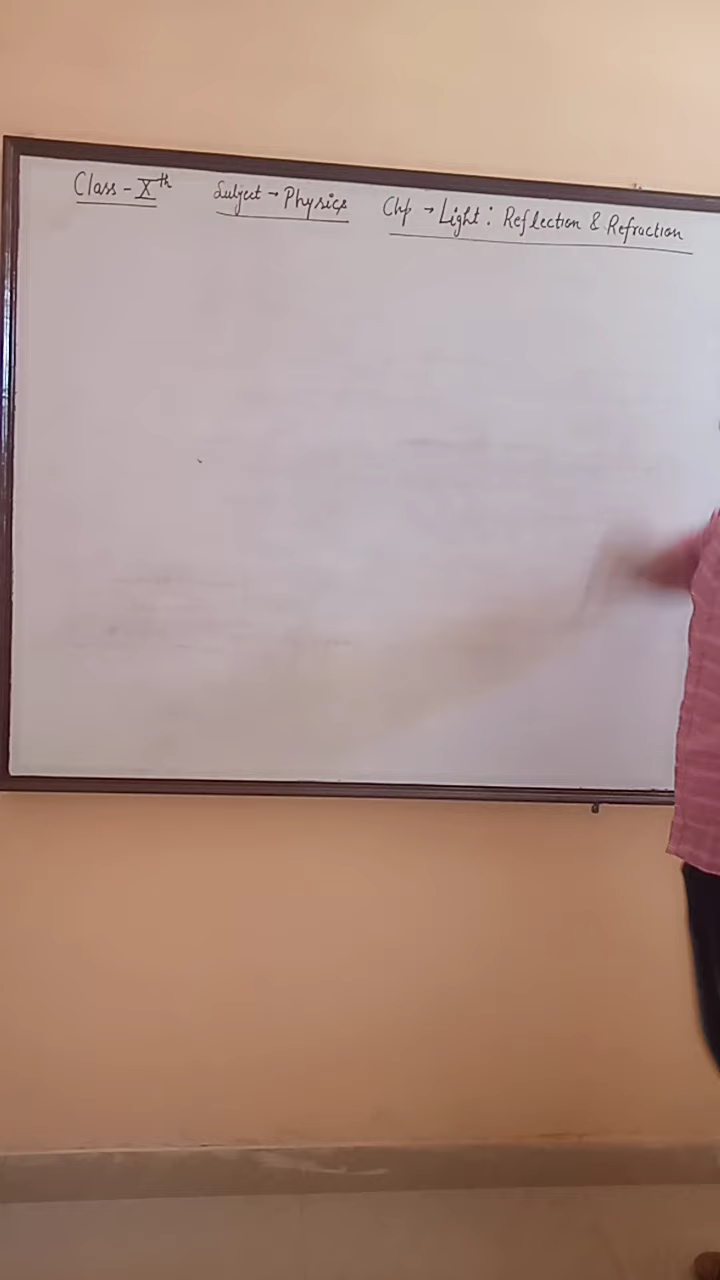 Class - Xth Subject → Physics Chp → Light : Reflection & Refraction